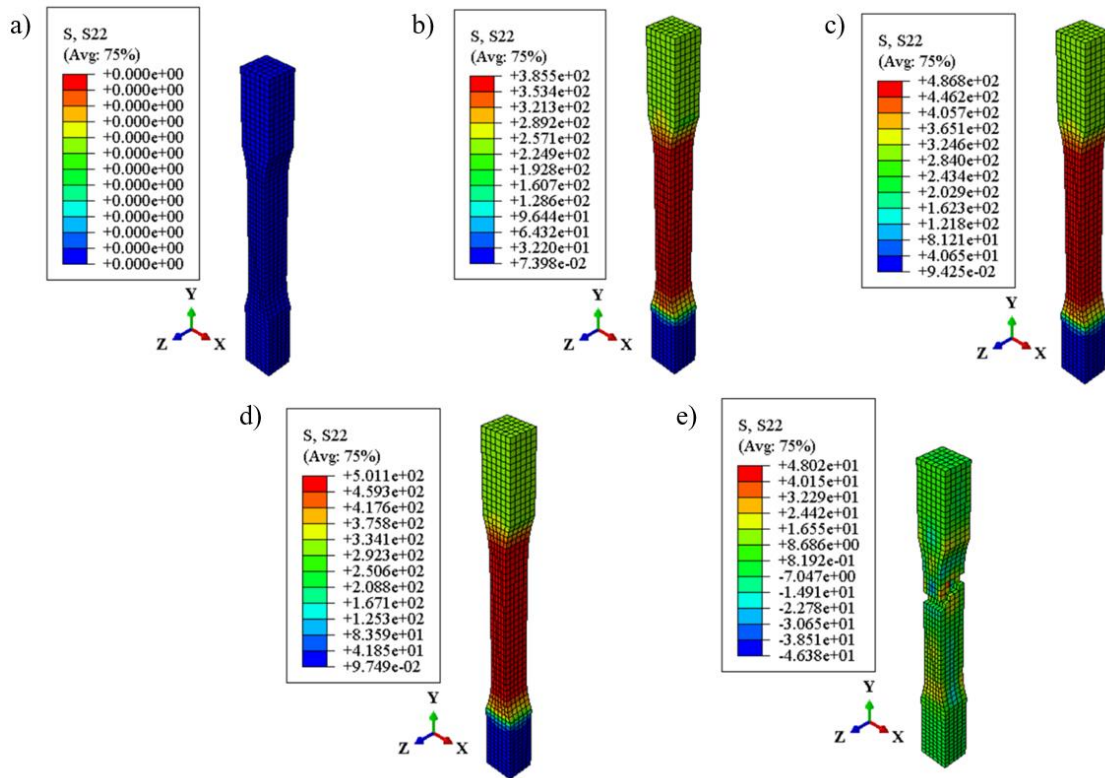 a)
S, S22
(Avg: 75%)
+0.000e+00
+0.000e+00
+0.000e+00
+0.000e+00
+0.000e+00
+0.000e+00
+0.000e+00
+0.000e+00
+0.000e+00
+0.000e+00
+0.000e+00
+0.000e+00
+0.000e+00
Y
Z
X
b)
S, S22
(Avg: 75%)
+3.855e+02
+3.534e+02
+3.213e+02
+2.892e+02
+2.571e+02
+2.249e+02
+1.928e+02
+1.607e+02
+1.286e+02
+9.644e+01
+6.432e+01
+3.220e+01
+7.398e-02
Y
Z
X
c)
S, S22
(Avg: 75%)
+4.868e+02
+4.462e+02
+4.057e+02
+3.651e+02
+3.246e+02
+2.840e+02
+2.434e+02
+2.029e+02
+1.623e+02
+1.218e+02
+8.121e+01
+4.065e+01
+9.425e-02
Y
Z
X
d)
S, S22
(Avg: 75%)
+5.011e+02
+4.593e+02
+4.176e+02
+3.758e+02
+3.341e+02
+2.923e+02
+2.506e+02
+2.088e+02
+1.671e+02
+1.253e+02
+8.359e+01
+4.185e+01
+9.749e-02
Y
Z
X
e)
S, S22
(Avg: 75%)
+4.802e+01
+4.015e+01
+3.229e+01
+2.442e+01
+1.655e+01
+8.686e+00
+8.192e-01
-7.047e+00
-1.491e+01
-2.278e+01
-3.065e+01
-3.851e+01
-4.638e+01
Y
Z
X